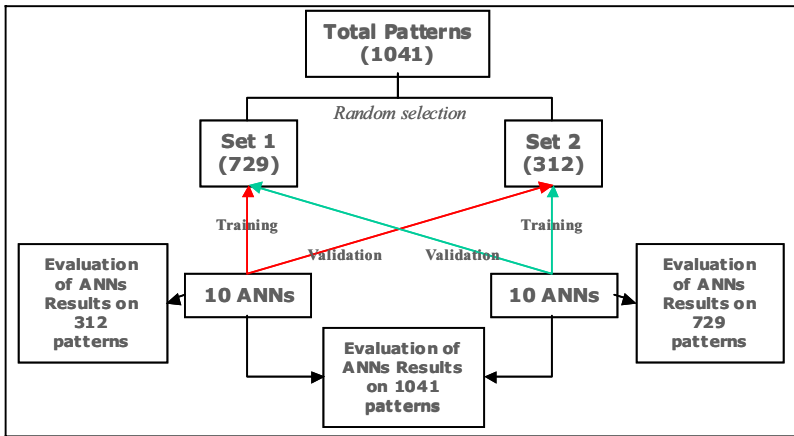 Total Patterns
(1041)
Random selection
Set 1
(729)
Set 2
(312)
Training
Training
Validation
Validation
Evaluation
of ANNs
Results on
312
patterns
10 ANNs
10 ANNs
Evaluation
of ANNs
Results on
729
patterns
Evaluation of
ANNs Results
on 1041
patterns